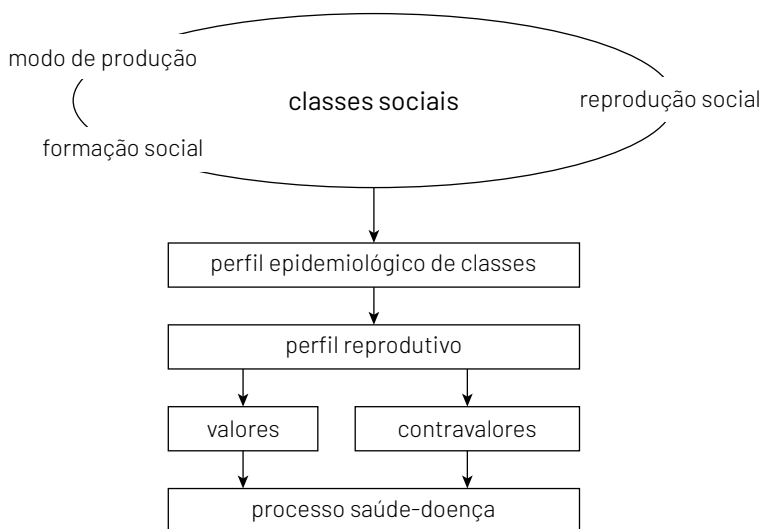 modo de produção
classes sociais
reprodução social
formação social
perfil epidemiológico de classes
perfil reprodutivo
valores
contravalores
processo saúde-doença